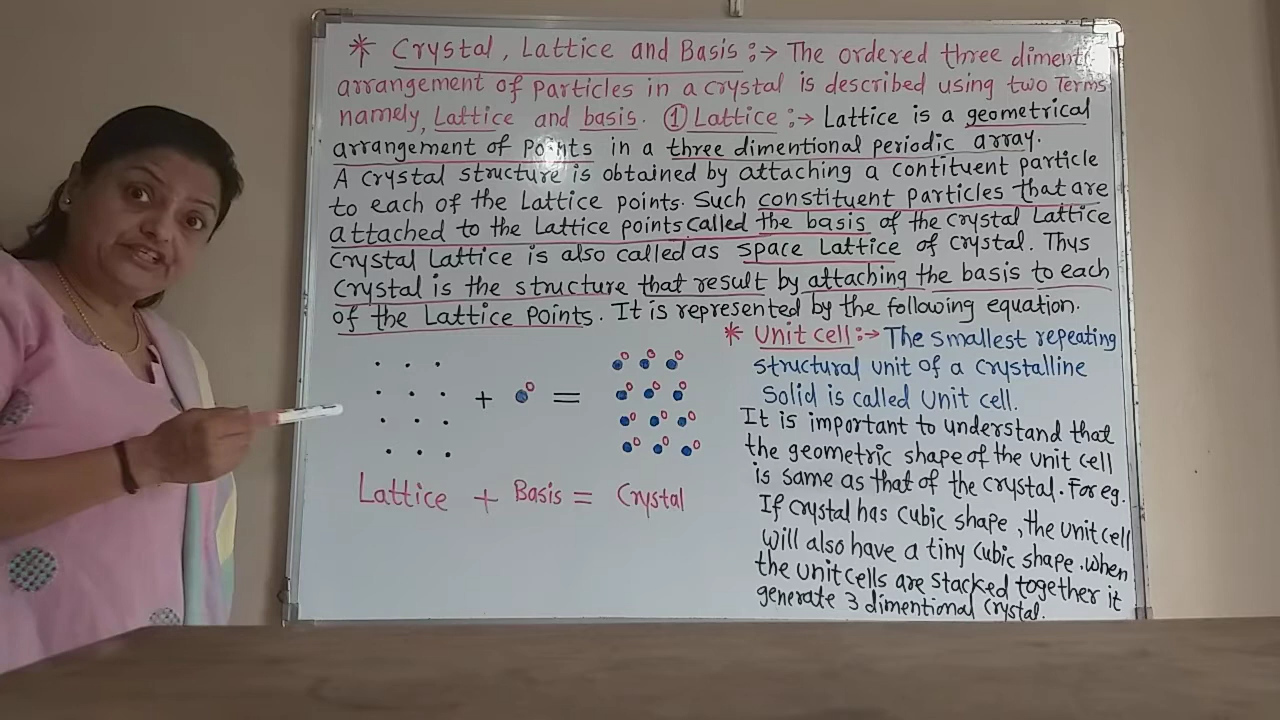 * Crystal, Lattice and Basis :→ The ordered three diment
arrangement of particles in a crystal is described using two Terms
namely, Lattice and basis. ① Lattice :→ Lattice is a geometrical
arrangement of points in a three dimentional periodic array.
A crystal structure is obtained by attaching a contituent particle
to each of the Lattice points. Such constituent particles that are
attached to the Lattice points called the basis of the crystal Lattice
Crystal Lattice is also called as space Lattice of crystal. Thus
Crystal is the structure that result by attaching the basis to each
of the Lattice points. It is represented by the following equation.
* Unit cell :→ The smallest repeating
structural unit of a crystalline
Solid is called Unit cell.
It is important to understand that
the geometric shape of the unit cell
is same as that of the crystal. For eg.
If crystal has cubic shape, the unit cell
will also have a tiny cubic shape. When
the unit cells are stacked together it
generate 3 dimentional crystal.
+ =
Lattice + Basis = Crystal